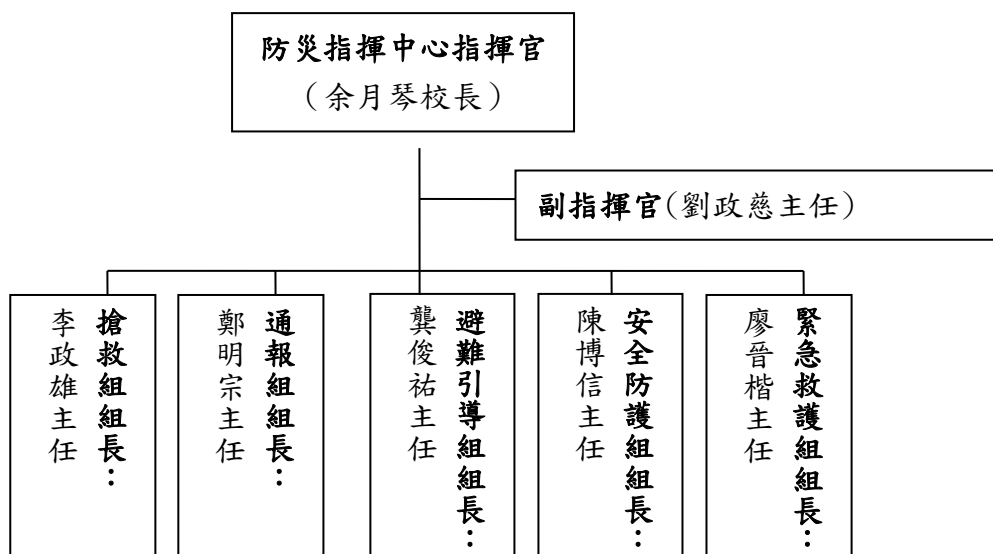 防災指揮中心指揮官
（余月琴校長）
副指揮官(劉政慈主任)
搶救組組長：
李政雄主任
通報組組長：
鄭明宗主任
避難引導組組長：
龔俊祐主任
安全防護組組長：
陳博信主任
緊急救護組組長：
廖晉楷主任